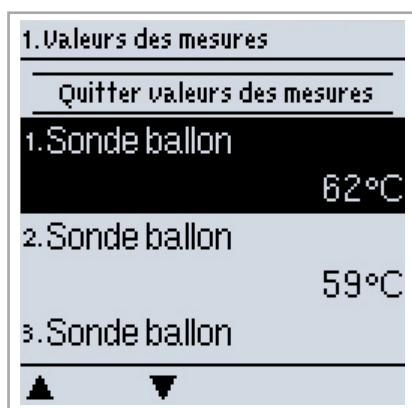 1.Valeurs des mesures
Quitter valeurs des mesures
1.Sonde ballon
62°C
2.Sonde ballon
59°C
3.Sonde ballon